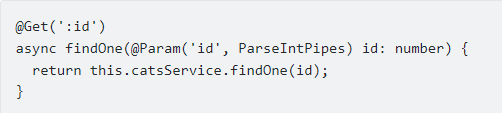 @Get(':id')
async findOne(@Param('id', ParseIntPipes) id: number) {
  return this.catsService.findOne(id);
}